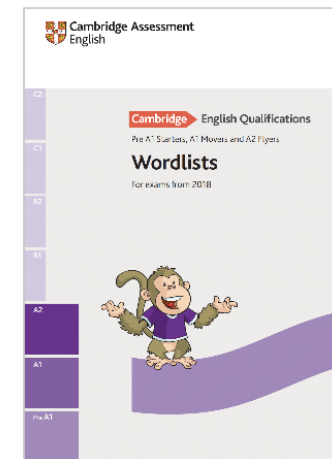 Cambridge Assessment
English
Cambridge English Qualifications
Pre A1 Starters, A1 Movers and A2 Flyers
Wordlists
For exams from 2018
C2
C1
B2
B1
A2
A1
Pre A1